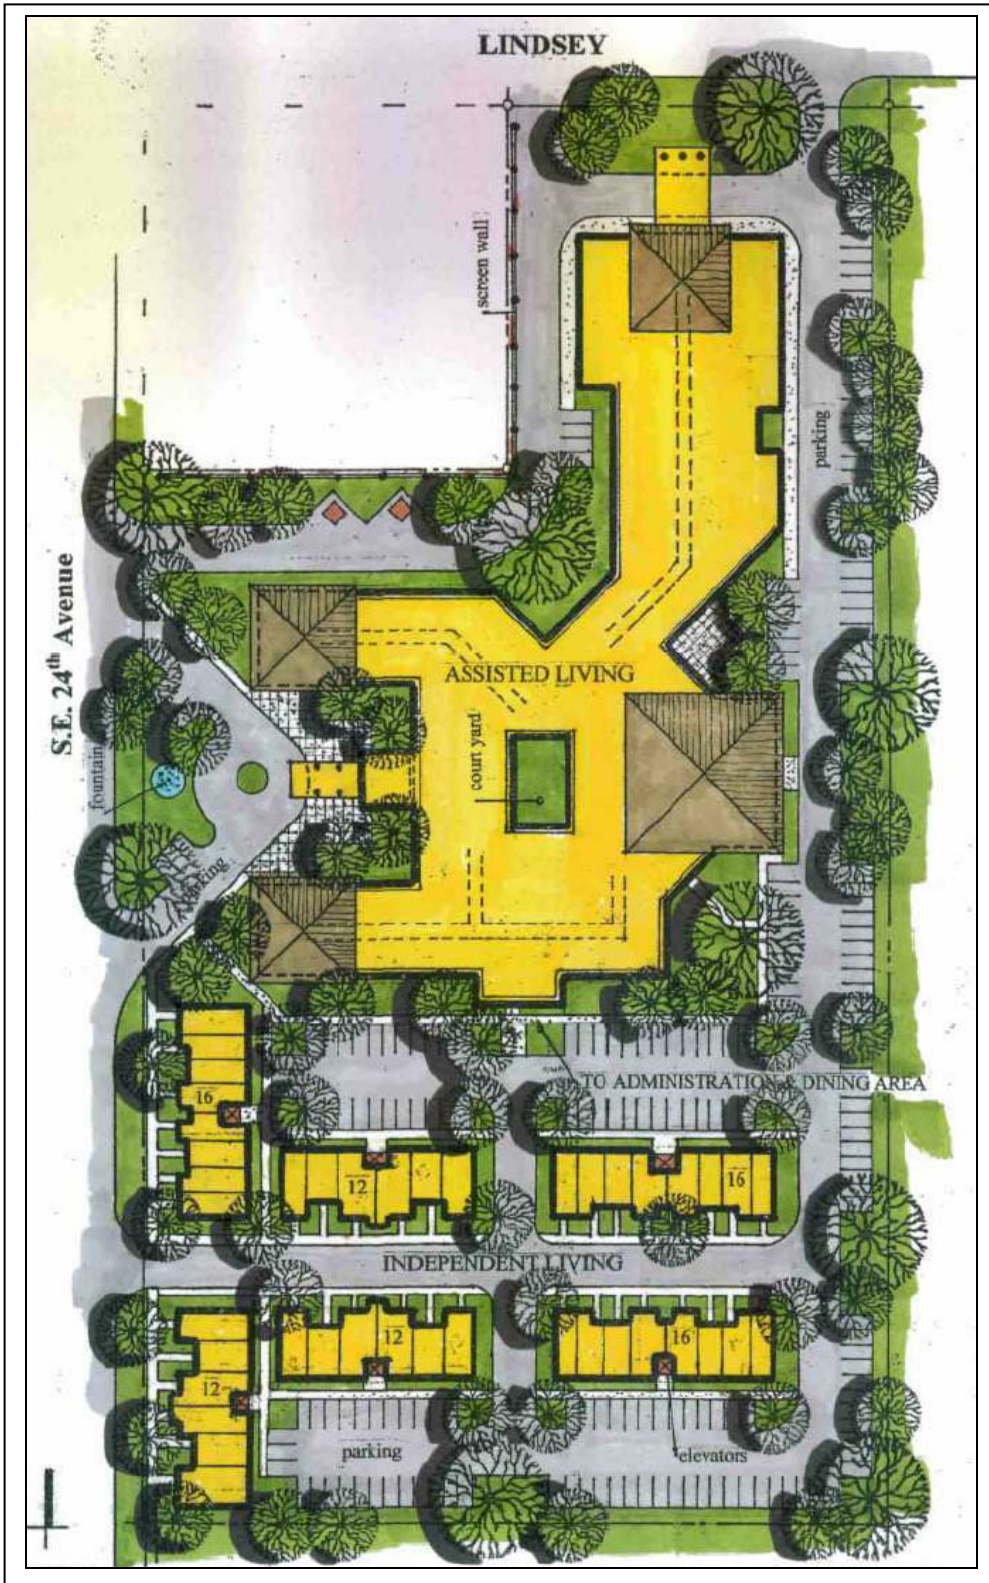 LINDSEY
screen wall
parking
S.E. 24th Avenue
ASSISTED LIVING
fountain
court yard
parking
TO ADMINISTRATION & DINING AREA
16
12
16
INDEPENDENT LIVING
12
16
12
parking
elevators